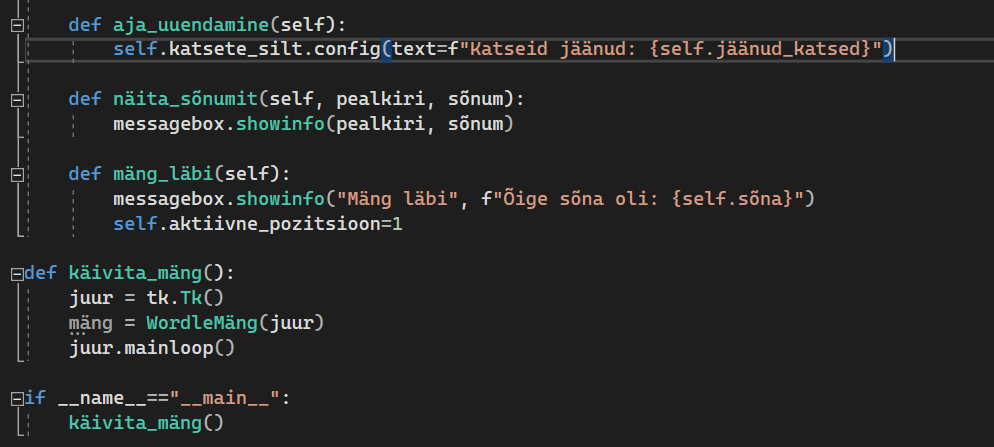 def aja_uuendamine(self):
self.katsete_silt.config(text=f"Katseid jäänud: {self.jäänud_katsed}")
def näita_sõnumit(self, pealkiri, sõnum):
messagebox.showinfo(pealkiri, sõnum)
def mäng_läbi(self):
messagebox.showinfo("Mäng läbi", f"Õige sõna oli: {self.sõna}")
self.aktiivne_pozitsioon=1
def käivita_mäng():
juur = tk.Tk()
mäng = WordleMäng(juur)
juur.mainloop()
if __name__=="__main__":
käivita_mäng()